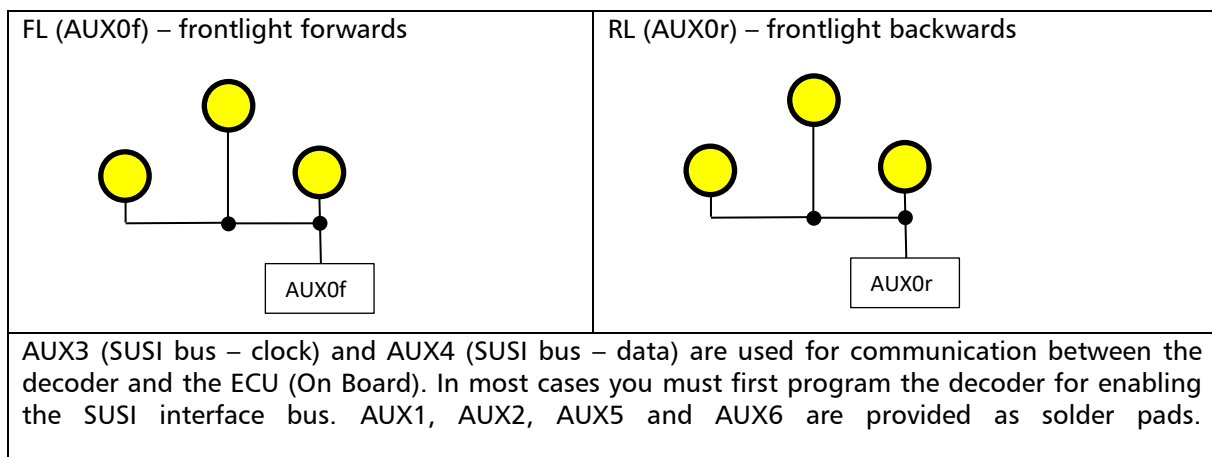 FL (AUX0f) – frontlight forwards
RL (AUX0r) – frontlight backwards
AUX0f
AUX0r
AUX3 (SUSI bus – clock) and AUX4 (SUSI bus – data) are used for communication between the
decoder and the ECU (On Board). In most cases you must first program the decoder for enabling
the SUSI interface bus. AUX1, AUX2, AUX5 and AUX6 are provided as solder pads.